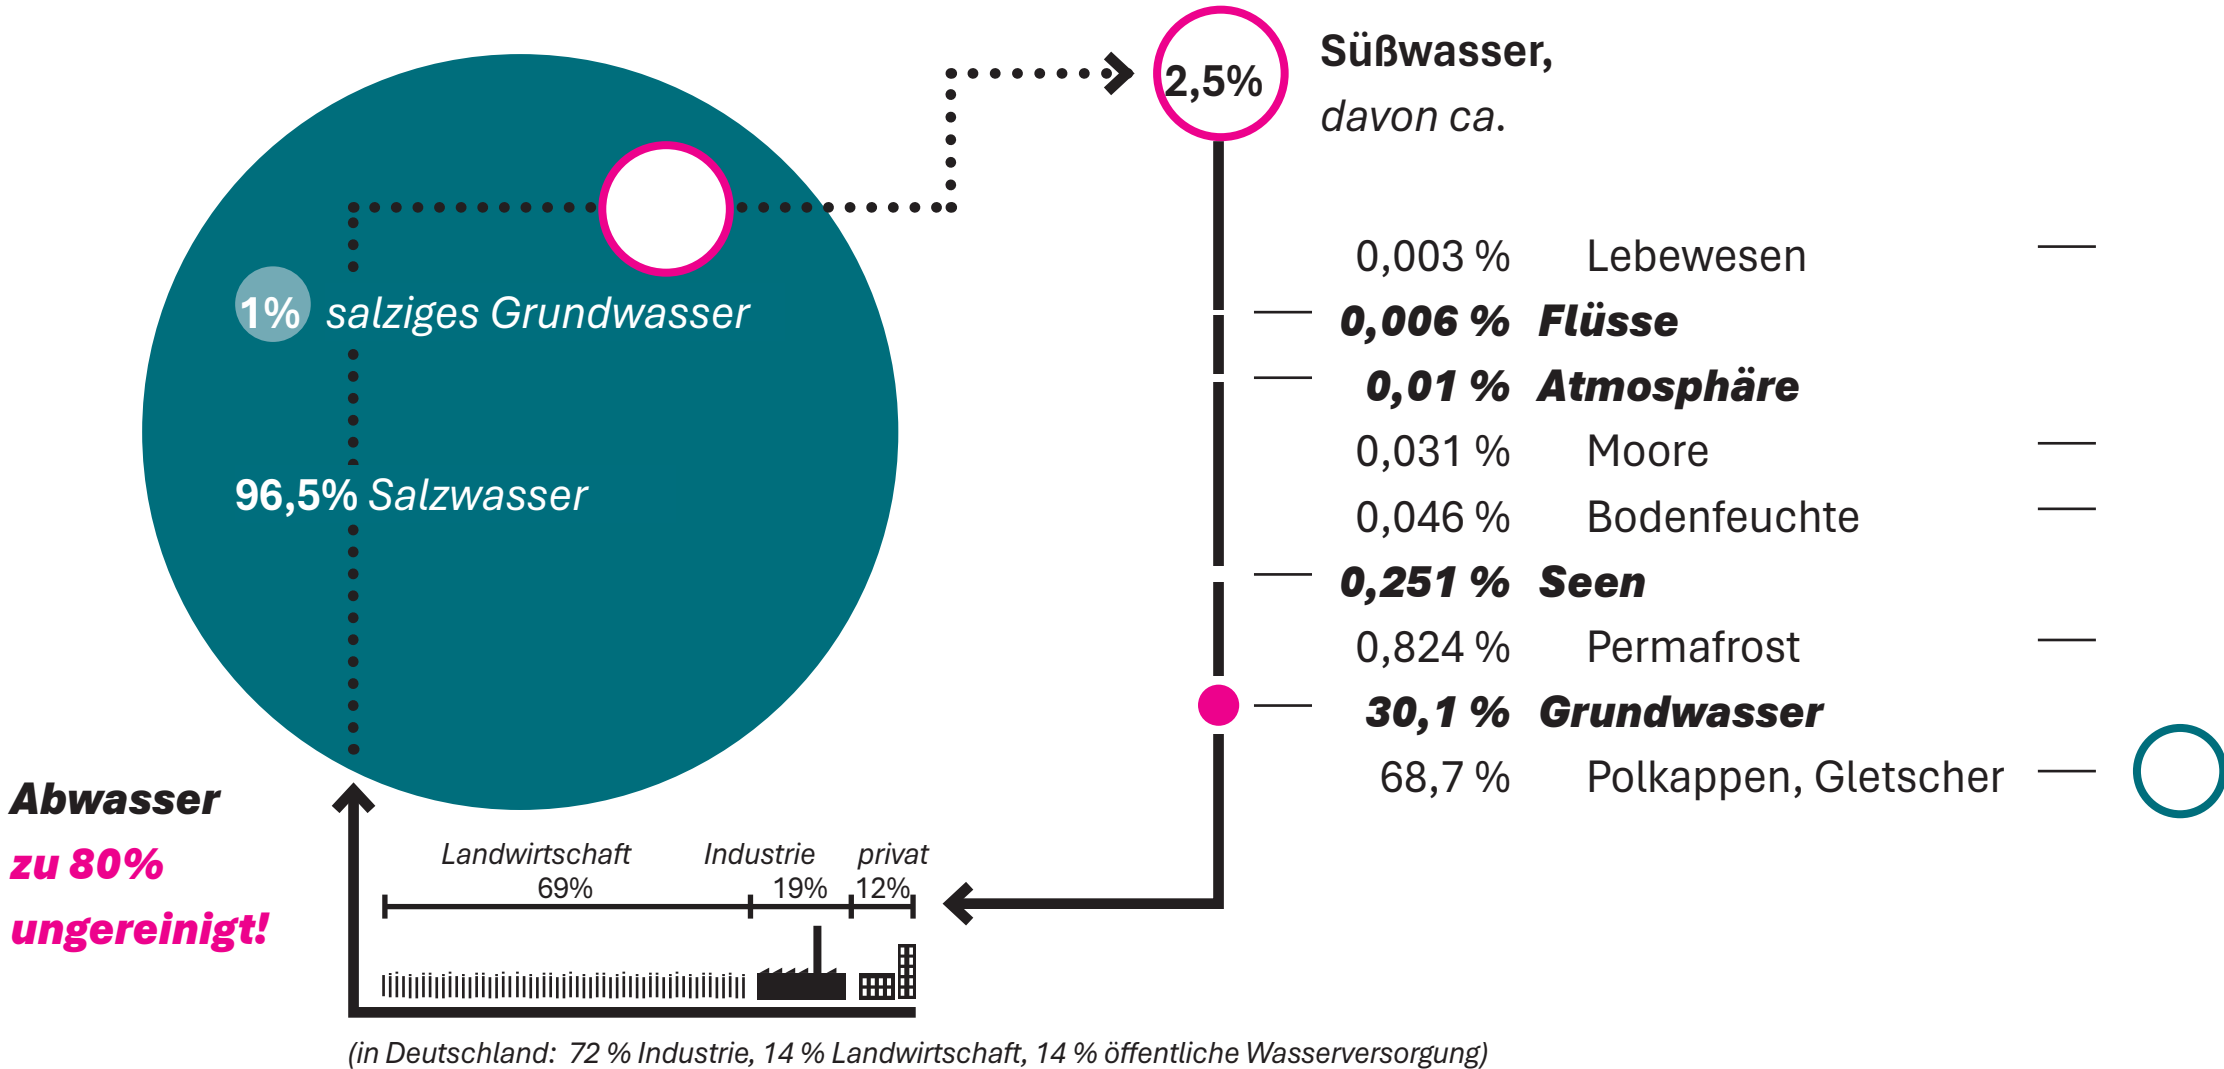 2,5%
Süßwasser,
davon ca.
1% salziges Grundwasser
96,5% Salzwasser
0,003 % Lebewesen
0,006 % Flüsse
0,01 % Atmosphäre
0,031 % Moore
0,046 % Bodenfeuchte
0,251 % Seen
0,824 % Permafrost
30,1 % Grundwasser
68,7 % Polkappen, Gletscher
Abwasser
zu 80%
ungereinigt!
Landwirtschaft Industrie privat
69% 19% 12%
(in Deutschland: 72 % Industrie, 14 % Landwirtschaft, 14 % öffentliche Wasserversorgung)